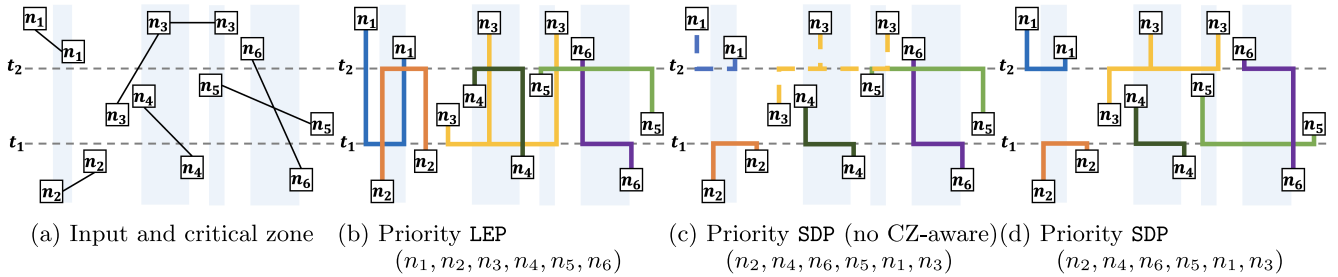 n₁ n₃ n₃ n₁ n₃ n₃ n₃ n₃ n₁ n₃
n₁ n₆ n₁ n₁ n₆ n₁ n₆
t₂ t₂ t₂ t₂
n₅ n₄ n₅ n₅ n₅
n₃ n₄ n₃ n₃ n₄ n₃ n₄
n₅ n₅ n₅ n₅
t₁ t₁ t₁ t₁
n₂ n₄ n₆ n₂ n₄ n₆ n₂ n₄ n₆ n₂ n₄ n₆
n₂ n₂ n₂ n₂
(a) Input and critical zone (b) Priority LEP (c) Priority SDP (no CZ-aware) (d) Priority SDP
(n₁, n₂, n₃, n₄, n₅, n₆) (n₂, n₄, n₆, n₅, n₁, n₃) (n₂, n₄, n₆, n₅, n₁, n₃)